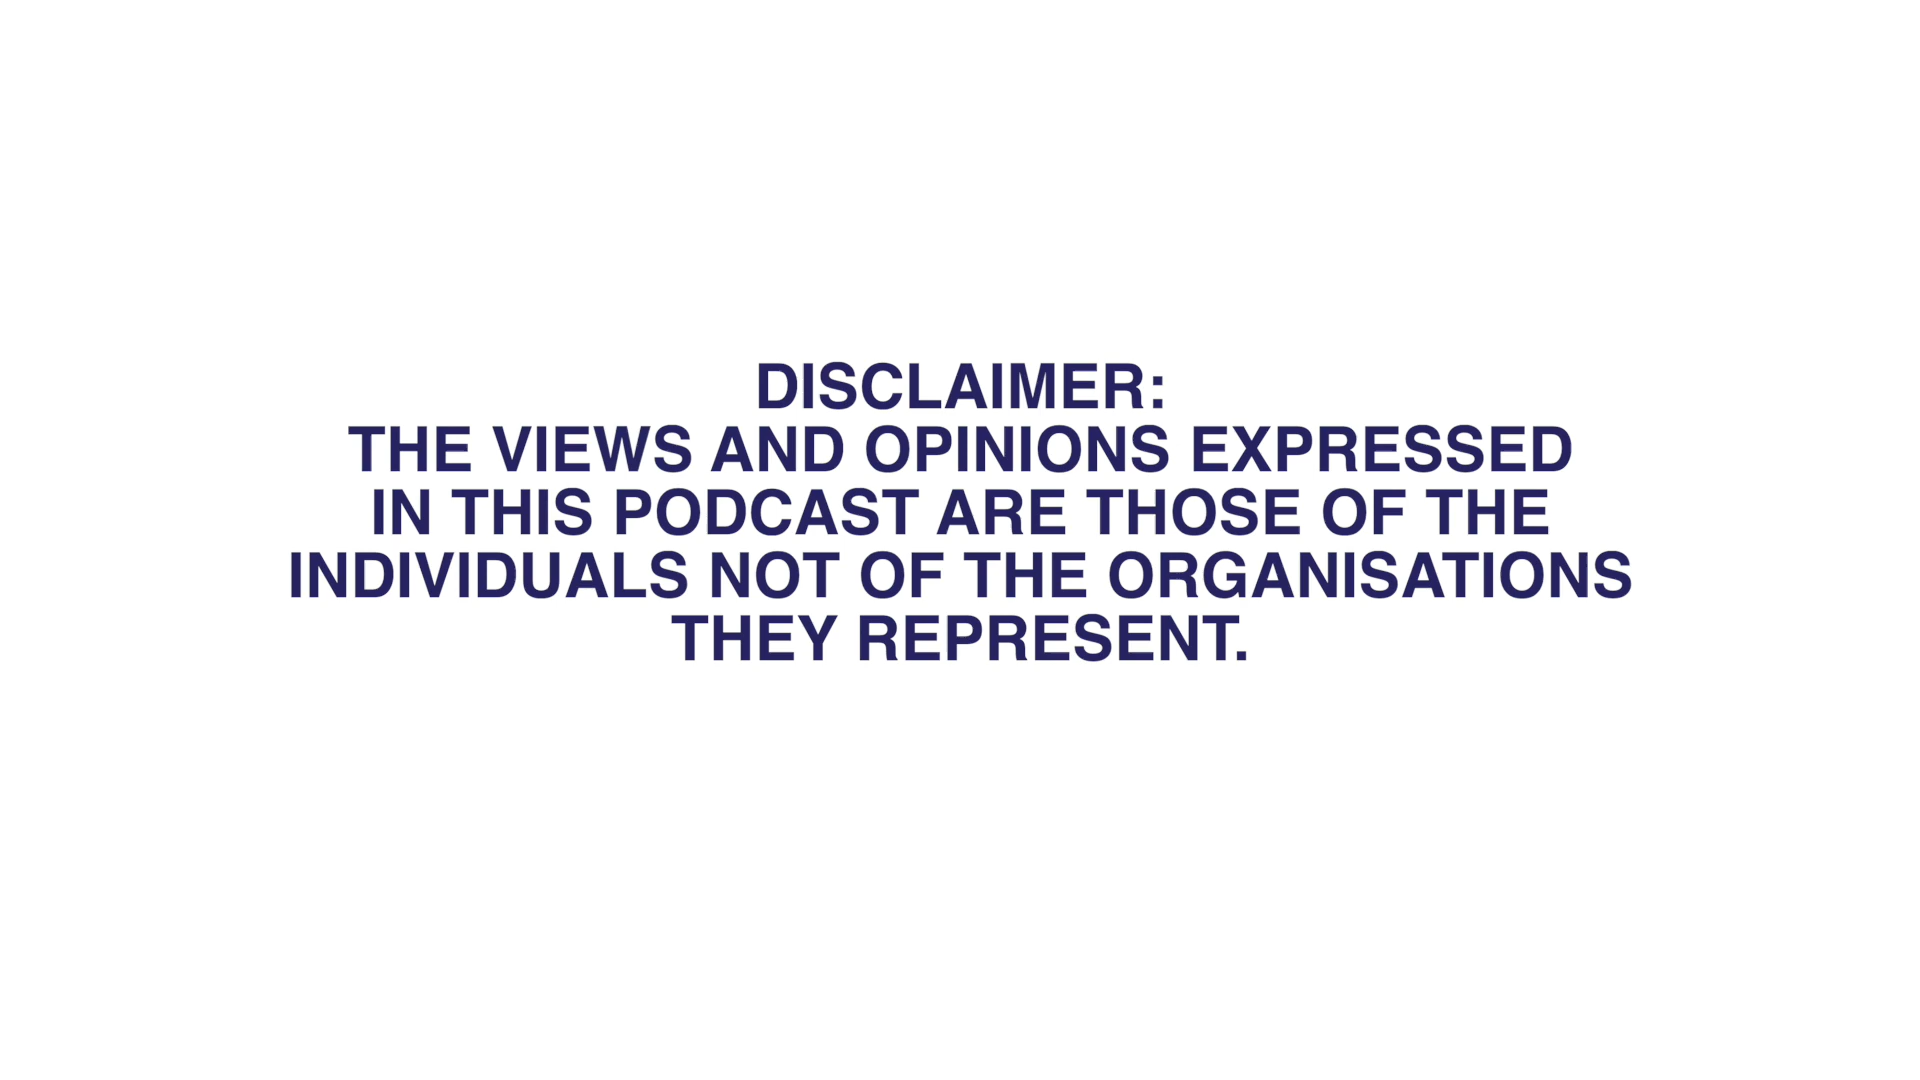 DISCLAIMER:
THE VIEWS AND OPINIONS EXPRESSED
IN THIS PODCAST ARE THOSE OF THE
INDIVIDUALS NOT OF THE ORGANISATIONS
THEY REPRESENT.